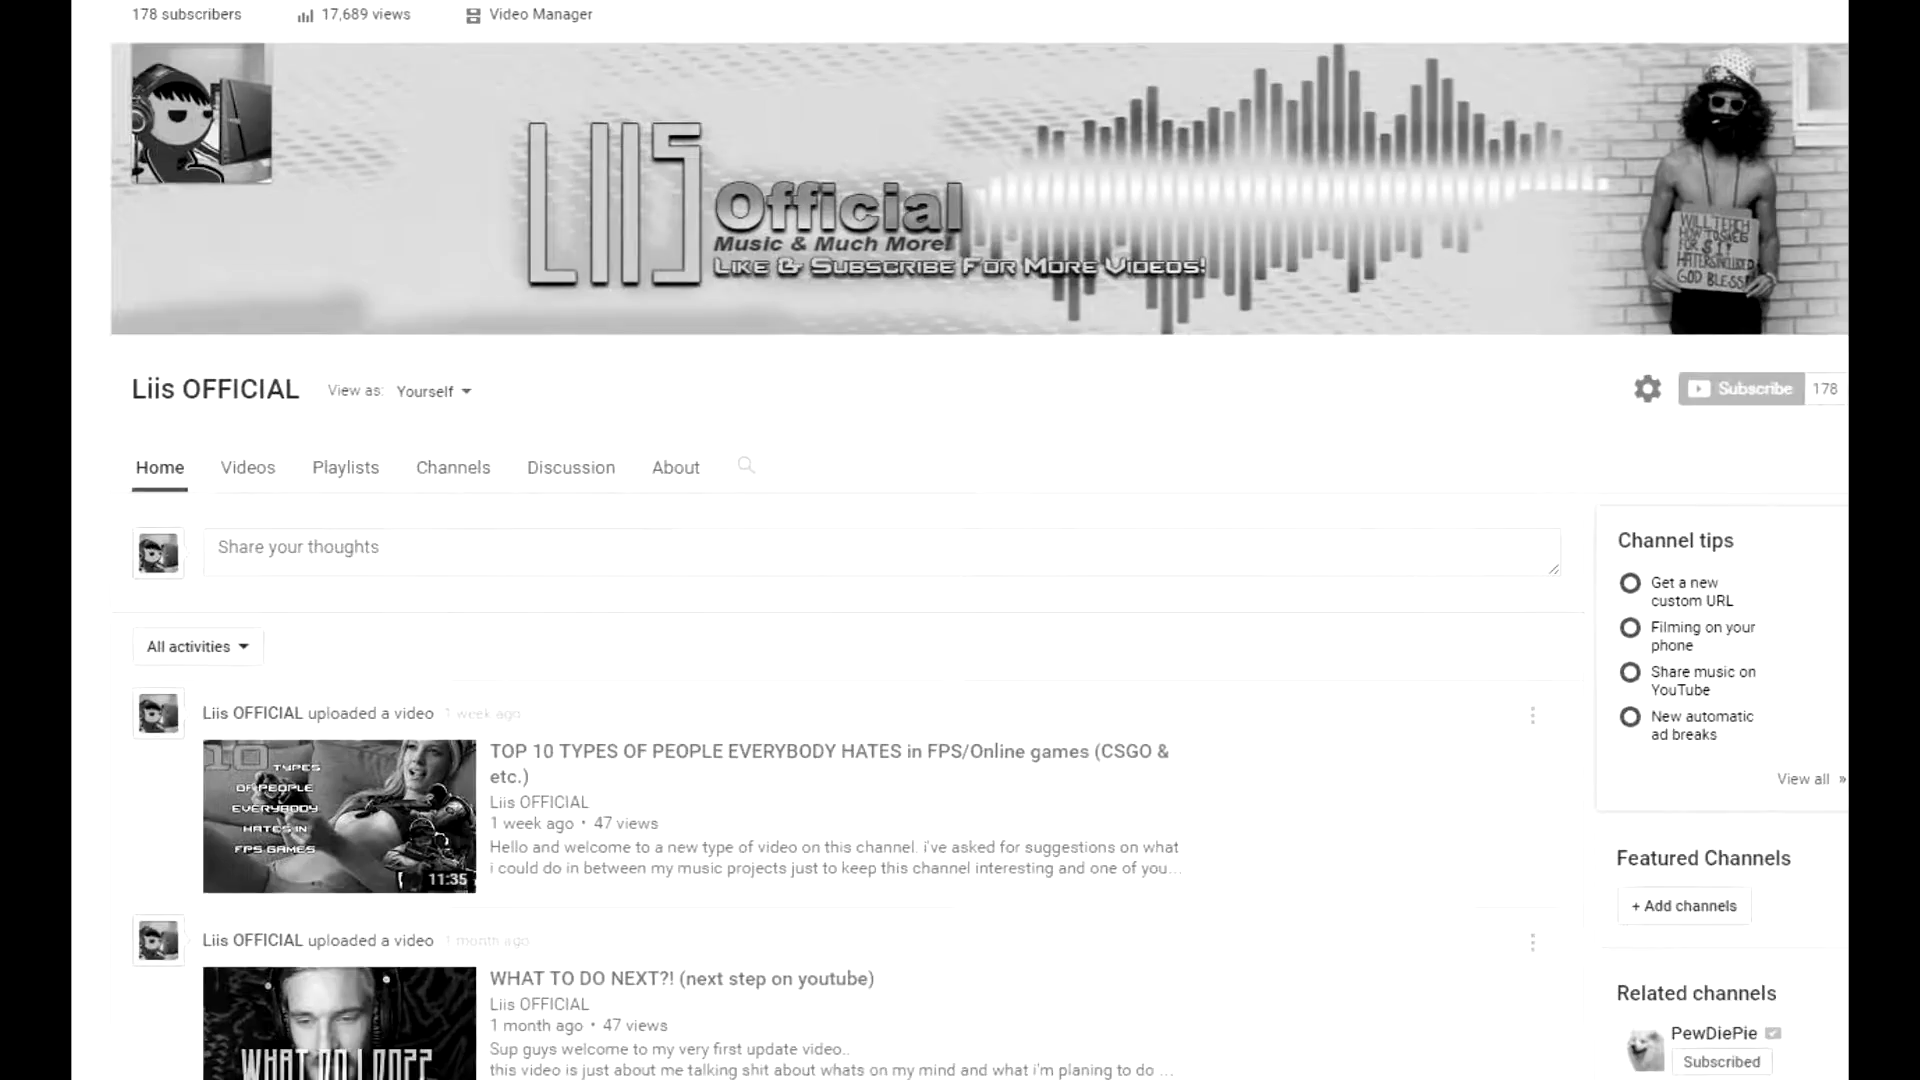 178 subscribers 17,689 views Video Manager
LIIS
Official
Music & Much More!
LIKE & SUBSCRIBE FOR MORE VIDEOS!
WILL TEACH
HOW TO SWEG
FOR $1!
HATERS INCLUDED
GOD BLESS
Liis OFFICIAL View as: Yourself
Subscribe 178
Home Videos Playlists Channels Discussion About
Share your thoughts
All activities
Liis OFFICIAL uploaded a video 1 week ago
10 TYPES
OF PEOPLE
EVERYBODY
HATES IN
FPS GAMES
11:35
TOP 10 TYPES OF PEOPLE EVERYBODY HATES in FPS/Online games (CSGO &
etc.)
Liis OFFICIAL
1 week ago • 47 views
Hello and welcome to a new type of video on this channel. i've asked for suggestions on what
i could do in between my music projects just to keep this channel interesting and one of you...
Liis OFFICIAL uploaded a video 1 month ago
WHAT DO I DO??
WHAT TO DO NEXT?! (next step on youtube)
Liis OFFICIAL
1 month ago • 47 views
Sup guys welcome to my very first update video..
this video is just about me talking shit about whats on my mind and what i'm planing to do ...
Channel tips
Get a new
custom URL
Filming on your
phone
Share music on
YouTube
New automatic
ad breaks
View all »
Featured Channels
+ Add channels
Related channels
PewDiePie
Subscribed